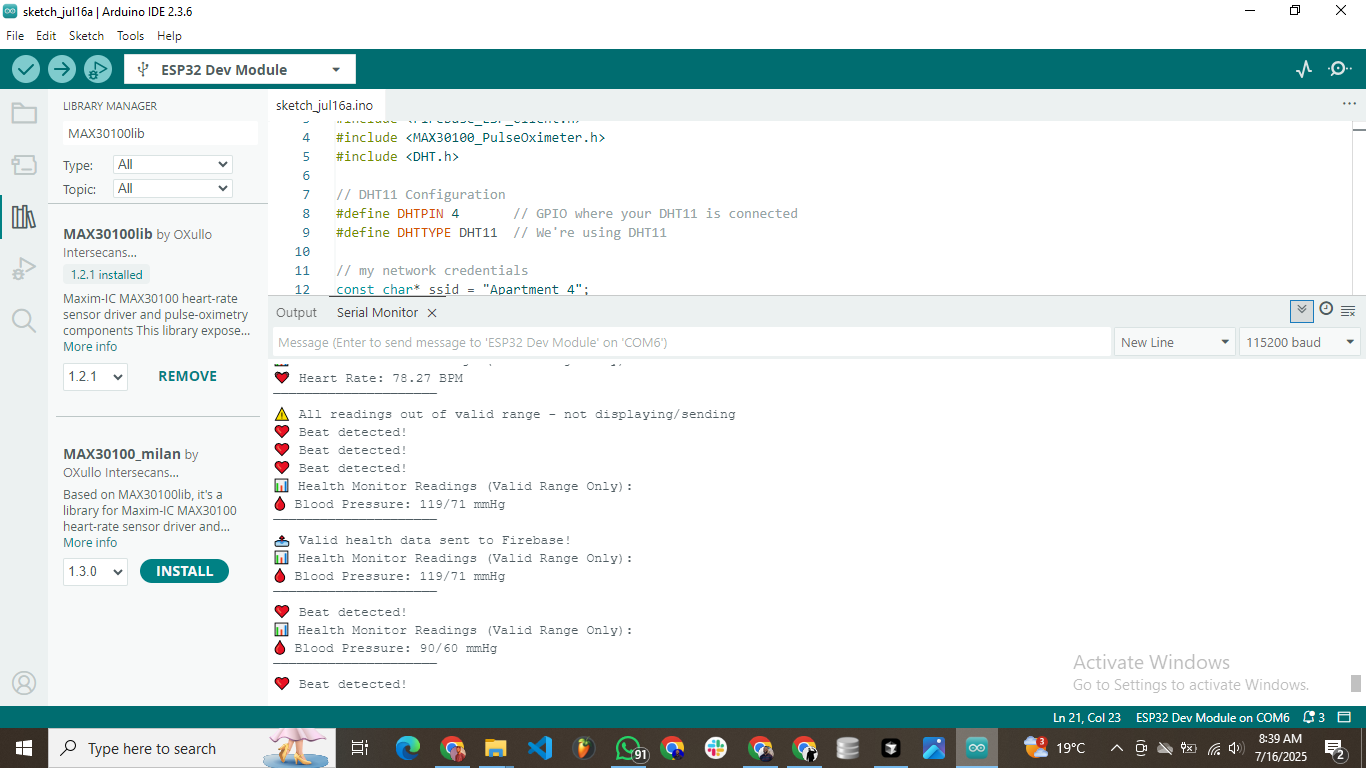 sketch_jul16a | Arduino IDE 2.3.6
File Edit Sketch Tools Help
ESP32 Dev Module
LIBRARY MANAGER
MAX30100lib
Type: All
Topic: All
MAX30100lib by OXullo
Intersecans...
1.2.1 installed
Maxim-IC MAX30100 heart-rate
sensor driver and pulse-oximetry
components This library expose...
More info
1.2.1
REMOVE
MAX30100_milan by
OXullo Intersecans...
Based on MAX30100lib, it's a
library for Maxim-IC MAX30100
heart-rate sensor driver and...
More info
1.3.0
INSTALL
sketch_jul16a.ino
3 #include <Firebase_ESP_Client.h>
4 #include <MAX30100_PulseOximeter.h>
5 #include <DHT.h>
6
7 // DHT11 Configuration
8 #define DHTPIN 4 // GPIO where your DHT11 is connected
9 #define DHTTYPE DHT11 // We're using DHT11
10
11 // my network credentials
12 const char* ssid = "Apartment 4";
Output Serial Monitor
Message (Enter to send message to 'ESP32 Dev Module' on 'COM6')
New Line
115200 baud
Heart Rate: 78.27 BPM
All readings out of valid range - not displaying/sending
Beat detected!
Beat detected!
Beat detected!
Health Monitor Readings (Valid Range Only):
Blood Pressure: 119/71 mmHg
Valid health data sent to Firebase!
Health Monitor Readings (Valid Range Only):
Blood Pressure: 119/71 mmHg
Beat detected!
Health Monitor Readings (Valid Range Only):
Blood Pressure: 90/60 mmHg
Beat detected!
Activate Windows
Go to Settings to activate Windows.
Ln 21, Col 23 ESP32 Dev Module on COM6 3
Type here to search
91
3
19°C
8:39 AM
7/16/2025
2